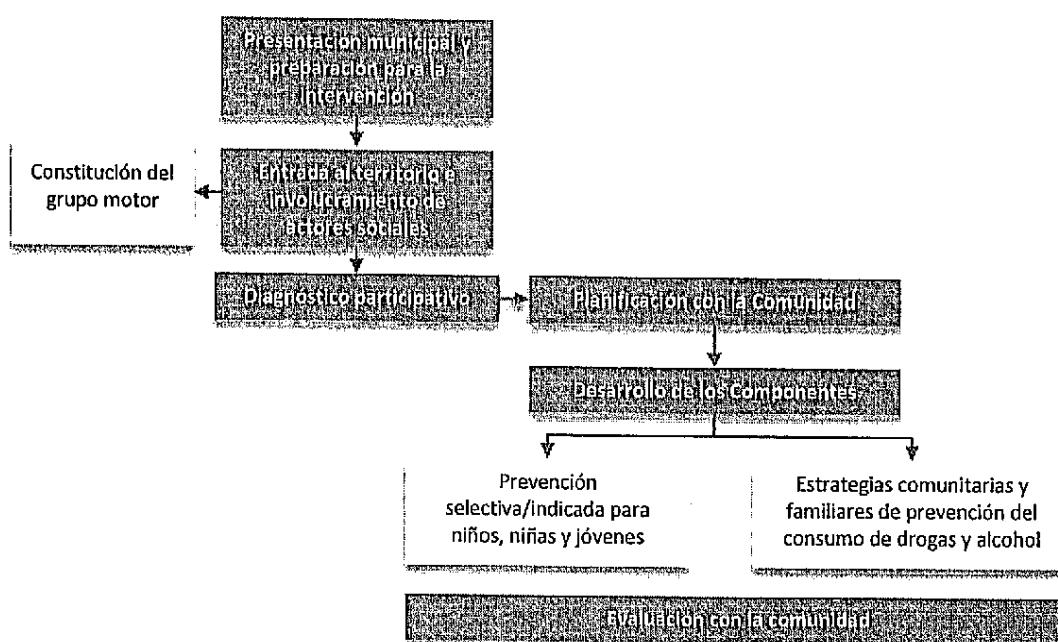 Presentación municipal y
preparación para la
intervención
Constitución del
grupo motor
Entrada al territorio e
involucramiento de
actores sociales
Diagnóstico participativo
Planificación con la Comunidad
Desarrollo de los Componentes
Prevención
selectiva/indicada para
niños, niñas y jóvenes
Estrategias comunitarias y
familiares de prevención del
consumo de drogas y alcohol
Evaluación con la comunidad